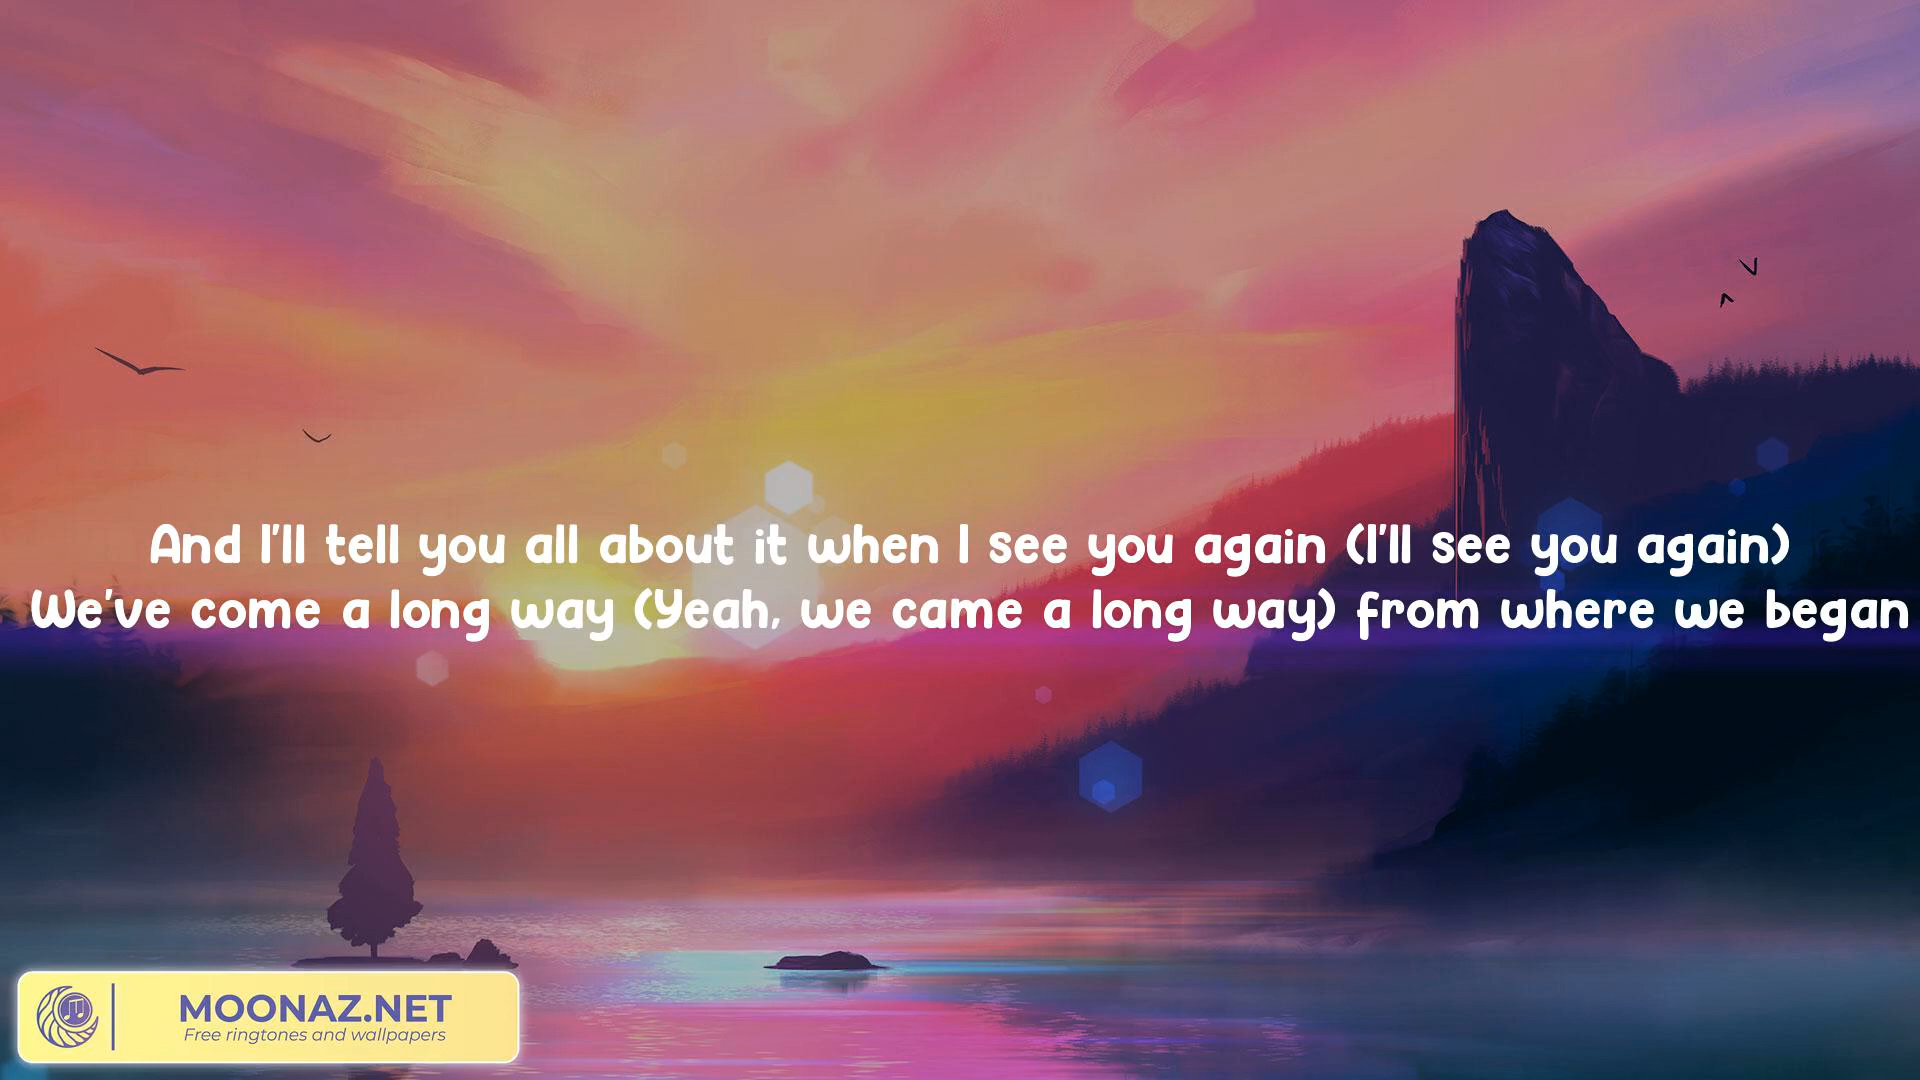 And I'll tell you all about it when I see you again (I'll see you again)
We've come a long way (Yeah, we came a long way) from where we began
MOONAZ.NET
Free ringtones and wallpapers